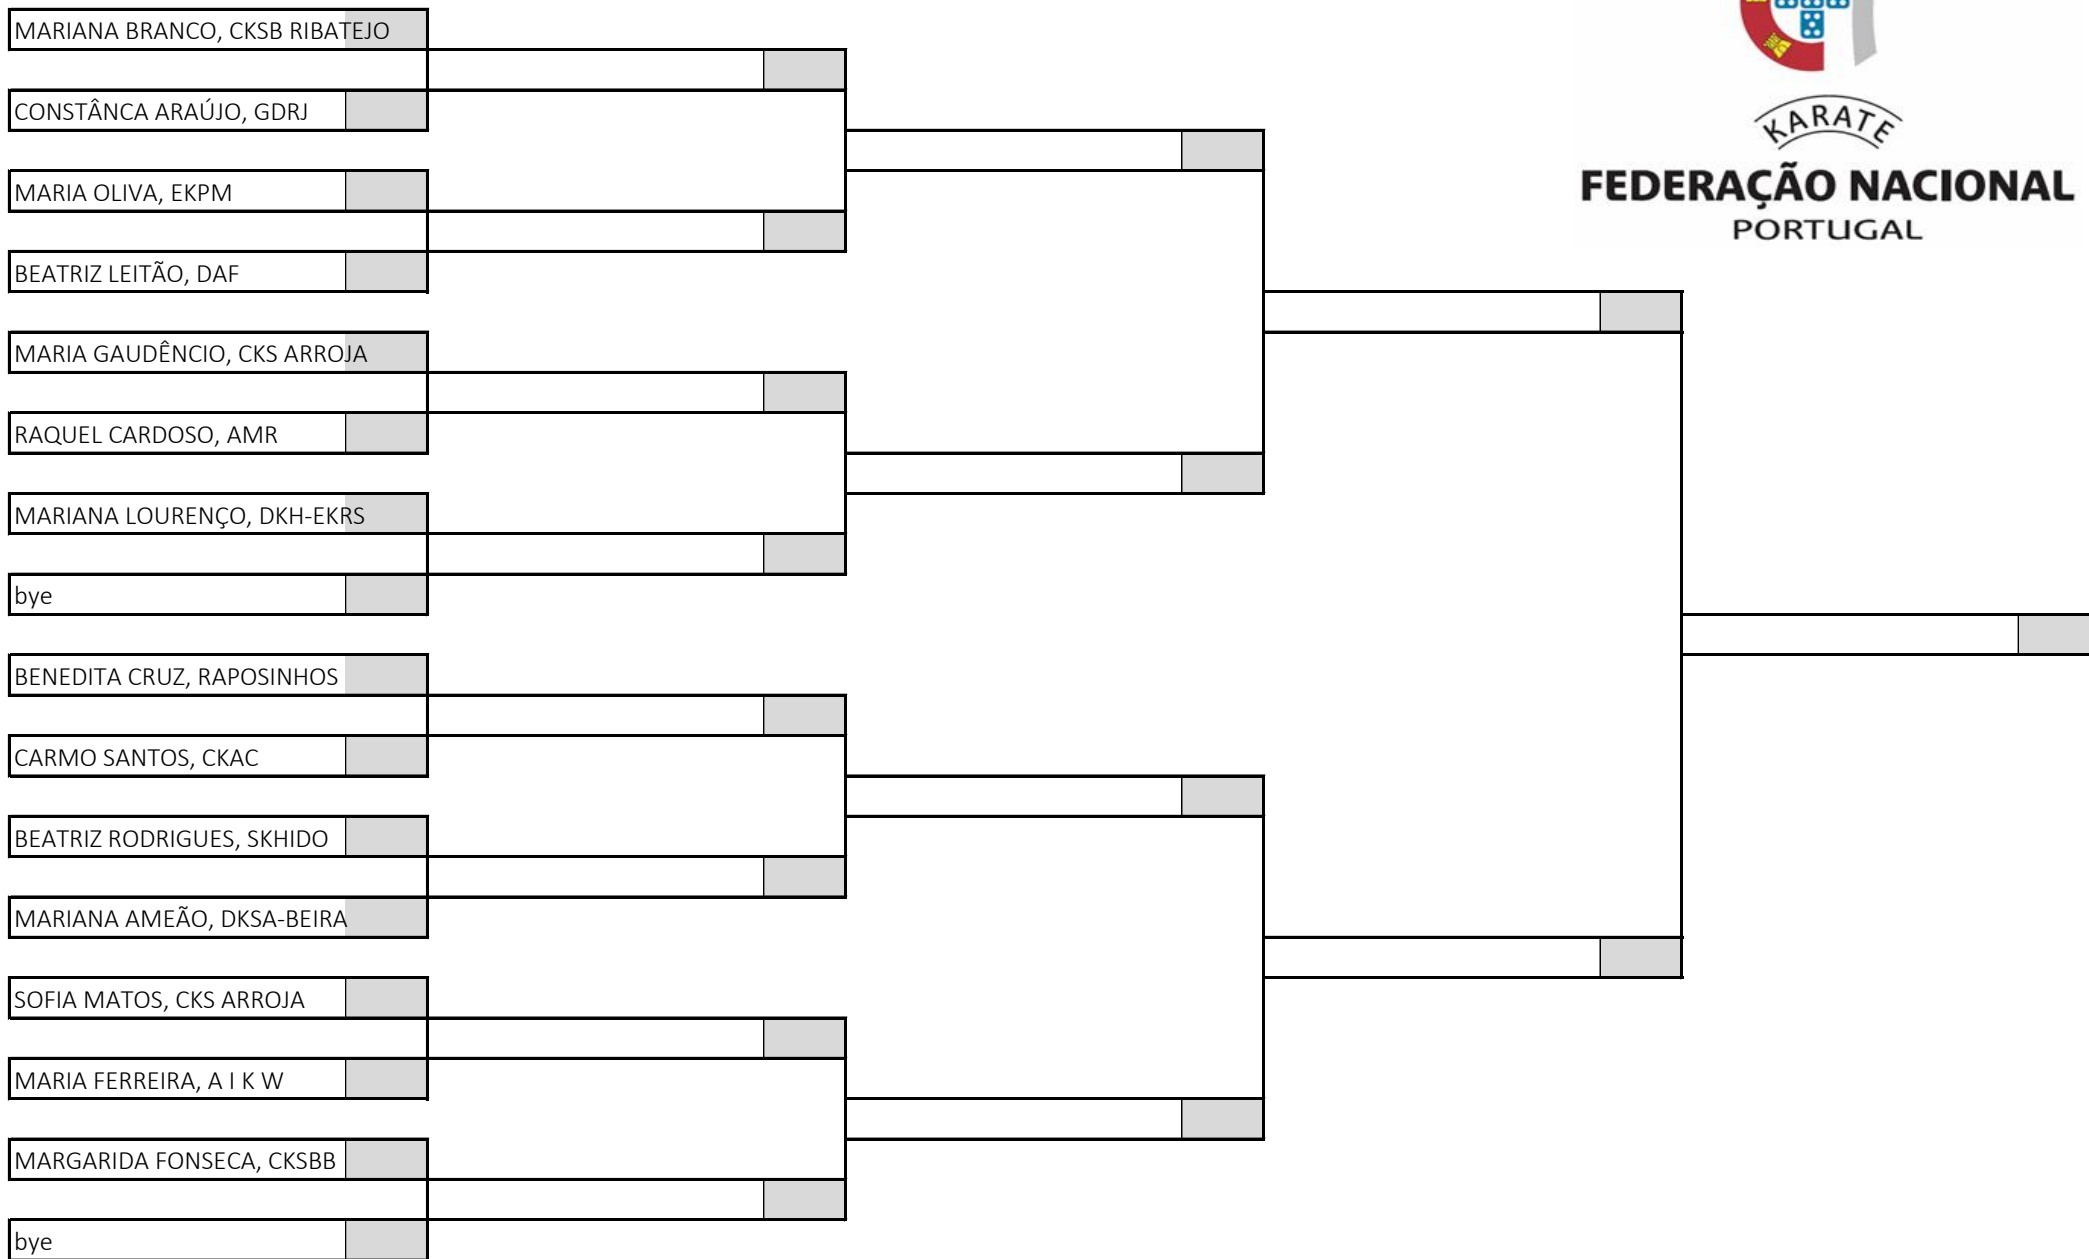 MARIANA BRANCO, CKSB RIBATEJO
CONSTÂNCA ARAÚJO, GDRJ
MARIA OLIVA, EKPM
BEATRIZ LEITÃO, DAF
MARIA GAUDÊNCIO, CKS ARROJA
RAQUEL CARDOSO, AMR
MARIANA LOURENÇO, DKH-EKRS
bye
BENEDITA CRUZ, RAPOSINHOS
CARMO SANTOS, CKAC
BEATRIZ RODRIGUES, SKHIDO
MARIANA AMEÃO, DKSA-BEIRA
SOFIA MATOS, CKS ARROJA
MARIA FERREIRA, A I K W
MARGARIDA FONSECA, CKSBB
bye
KARATE
FEDERAÇÃO NACIONAL
PORTUGAL